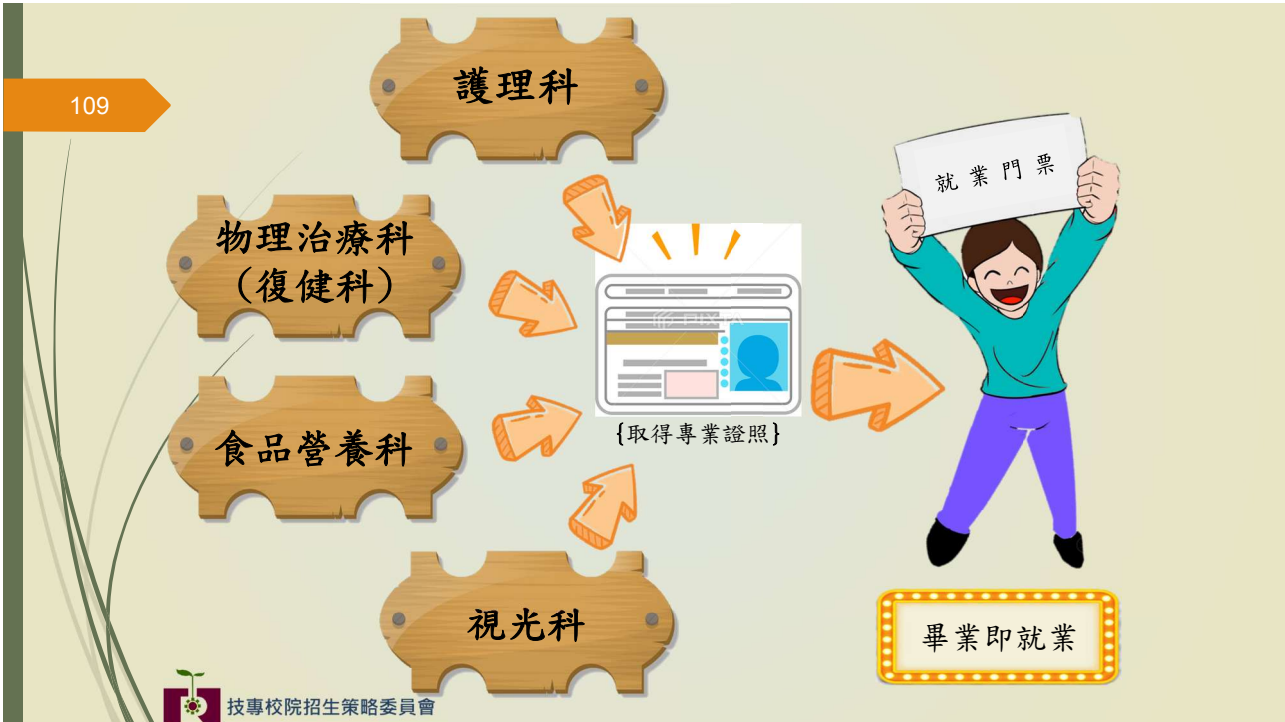 109
護理科
物理治療科
（復健科）
食品營養科
視光科
{取得專業證照}
就業門票
畢業即就業
技專校院招生策略委員會